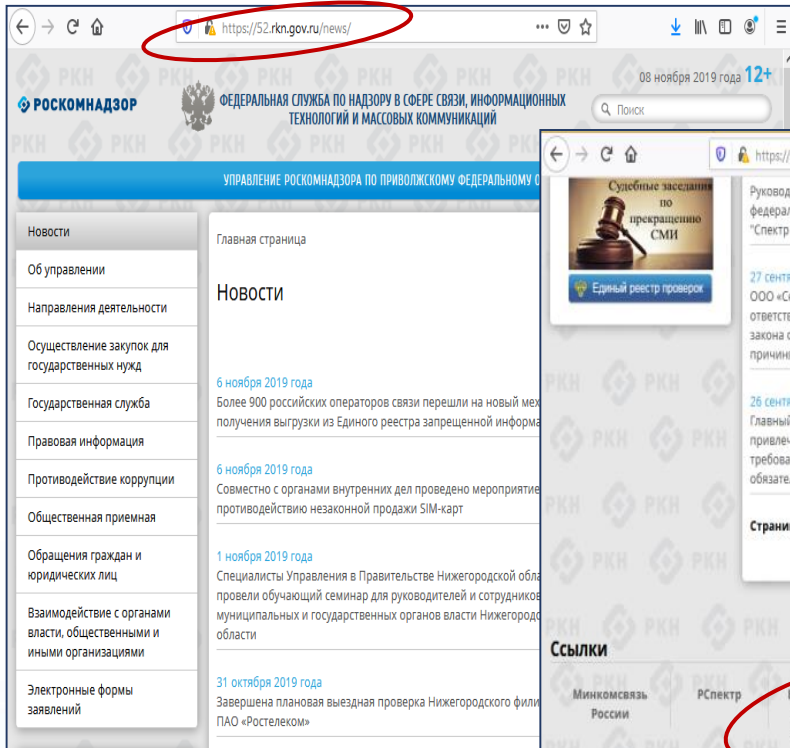 https://52.rkn.gov.ru/news/
08 ноября 2019 года 12+
РОСКОМНАДЗОР
ФЕДЕРАЛЬНАЯ СЛУЖБА ПО НАДЗОРУ В СФЕРЕ СВЯЗИ, ИНФОРМАЦИОННЫХ
ТЕХНОЛОГИЙ И МАССОВЫХ КОММУНИКАЦИЙ
Поиск
УПРАВЛЕНИЕ РОСКОМНАДЗОРА ПО ПРИВОЛЖСКОМУ ФЕДЕРАЛЬНОМУ
Новости
Об управлении
Направления деятельности
Осуществление закупок для
государственных нужд
Государственная служба
Правовая информация
Противодействие коррупции
Общественная приемная
Обращения граждан и
юридических лиц
Взаимодействие с органами
власти, общественными и
иными организациями
Электронные формы
заявлений
Главная страница
Новости
6 ноября 2019 года
Более 900 российских операторов связи перешли на новый мех
получения выгрузки из Единого реестра запрещенной информа
6 ноября 2019 года
Совместно с органами внутренних дел проведено мероприятие
противодействию незаконной продажи SIM-карт
1 ноября 2019 года
Специалисты Управления в Правительстве Нижегородской обла
провели обучающий семинар для руководителей и сотрудников
муниципальных и государственных органов власти Нижегородс
области
31 октября 2019 года
Завершена плановая выездная проверка Нижегородского фили
ПАО «Ростелеком»
https://
Судебные заседания
по
прекращению
СМИ
Единый реестр проверок
Руковод
федерал
"Спектр
27 сентя
ООО «Се
ответств
закона о
причини
26 сентя
Главный
привлеч
требова
обязате
Страни
Ссылки
Минкомсвязь
России
РСпектр